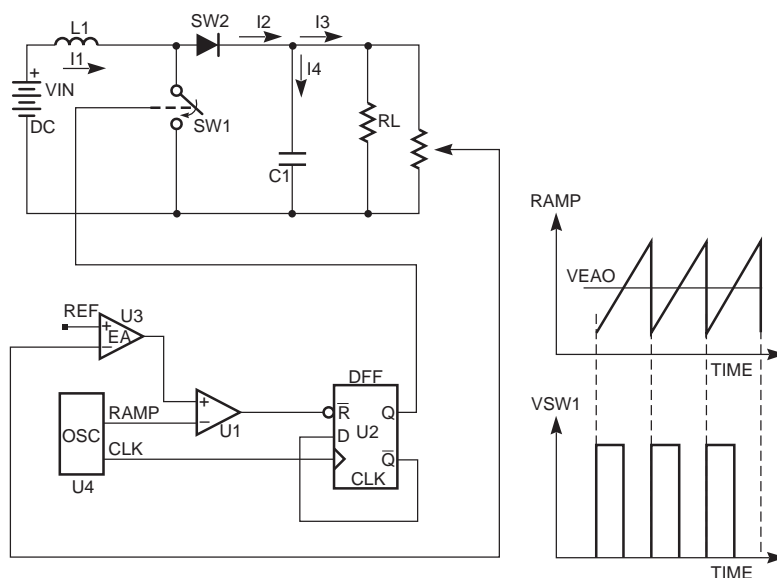 L1
SW2
I2
I3
I1
I4
+
VIN
DC
SW1
RL
C1
RAMP
VEAO
TIME
REF
U3
+
EA
−
DFF
RAMP
+
−
U1
R
Q
D
U2
OSC
CLK
Q
CLK
U4
VSW1
TIME